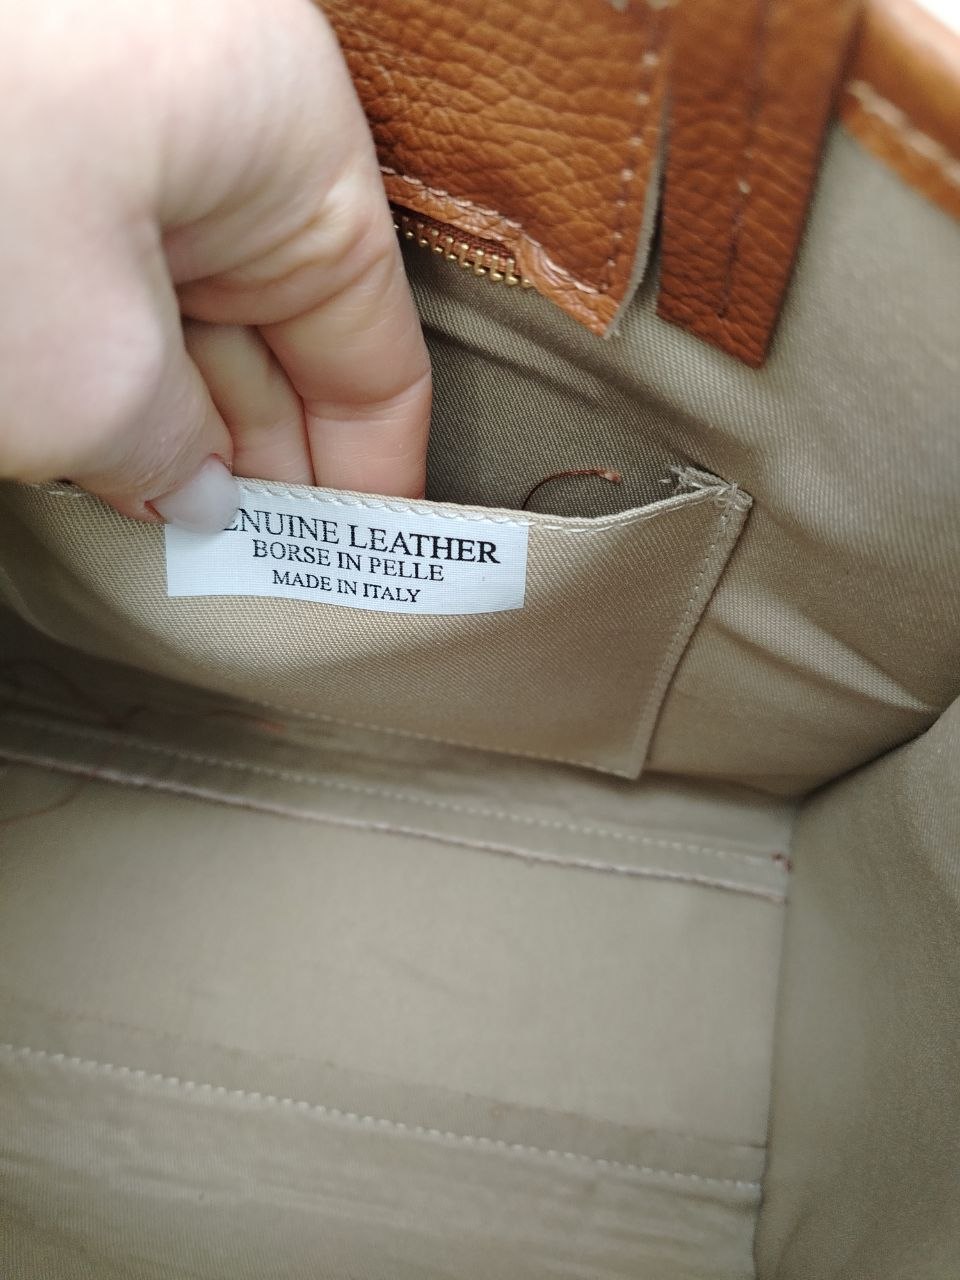 ENUINE LEATHER
BORSE IN PELLE
MADE IN ITALY